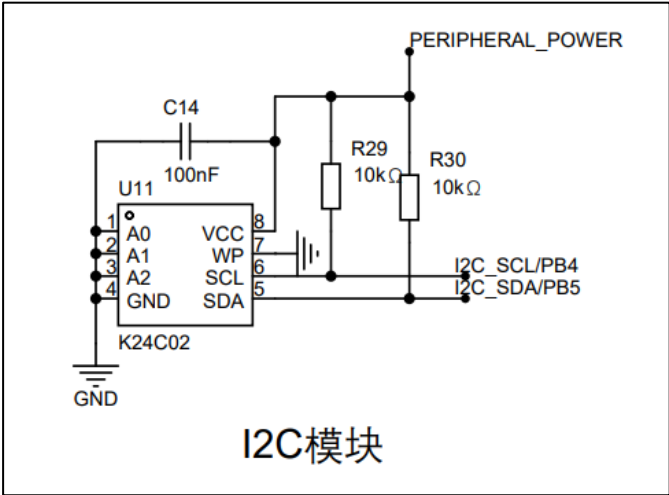 PERIPHERAL_POWER
C14
100nF
R29
10kΩ
R30
10kΩ
U11
1 A0 VCC 8
2 A1 WP 7
3 A2 SCL 6
4 GND SDA 5
I2C_SCL/PB4
I2C_SDA/PB5
K24C02
GND
I2C模块